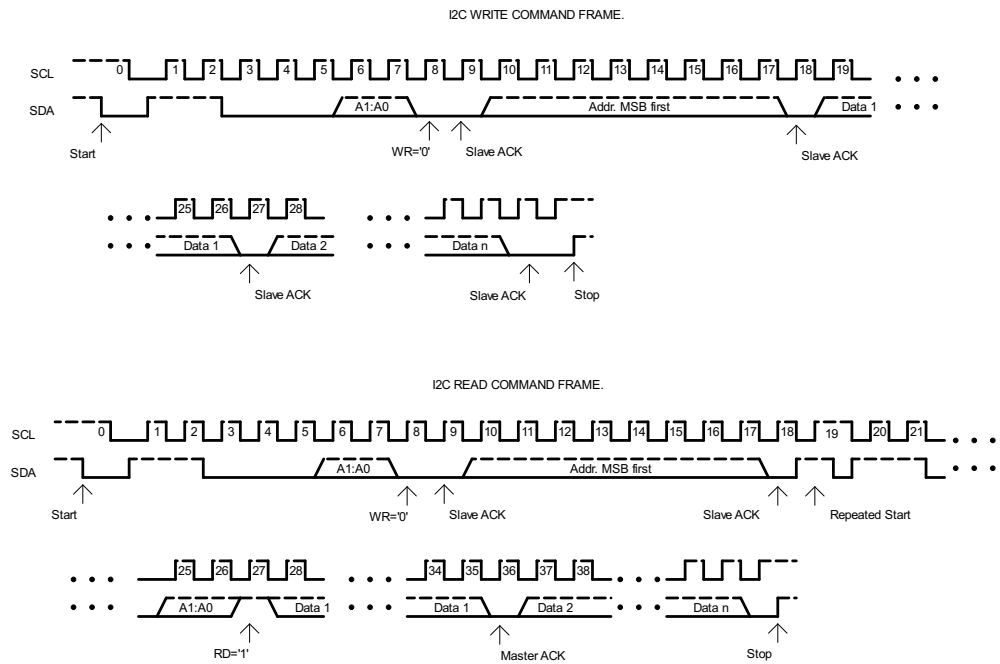 I2C WRITE COMMAND FRAME.
SCL 0 1 2 3 4 5 6 7 8 9 10 11 12 13 14 15 16 17 18 19
SDA A1:A0 Addr. MSB first Data 1
Start WR='0' Slave ACK Slave ACK
25 26 27 28
Data 1 Data 2 Data n
Slave ACK Slave ACK Stop
I2C READ COMMAND FRAME.
SCL 0 1 2 3 4 5 6 7 8 9 10 11 12 13 14 15 16 17 18 19 20 21
SDA A1:A0 Addr. MSB first
Start WR='0' Slave ACK Slave ACK Repeated Start
25 26 27 28 34 35 36 37 38
A1:A0 Data 1 Data 1 Data 2 Data n
RD='1' Master ACK Stop